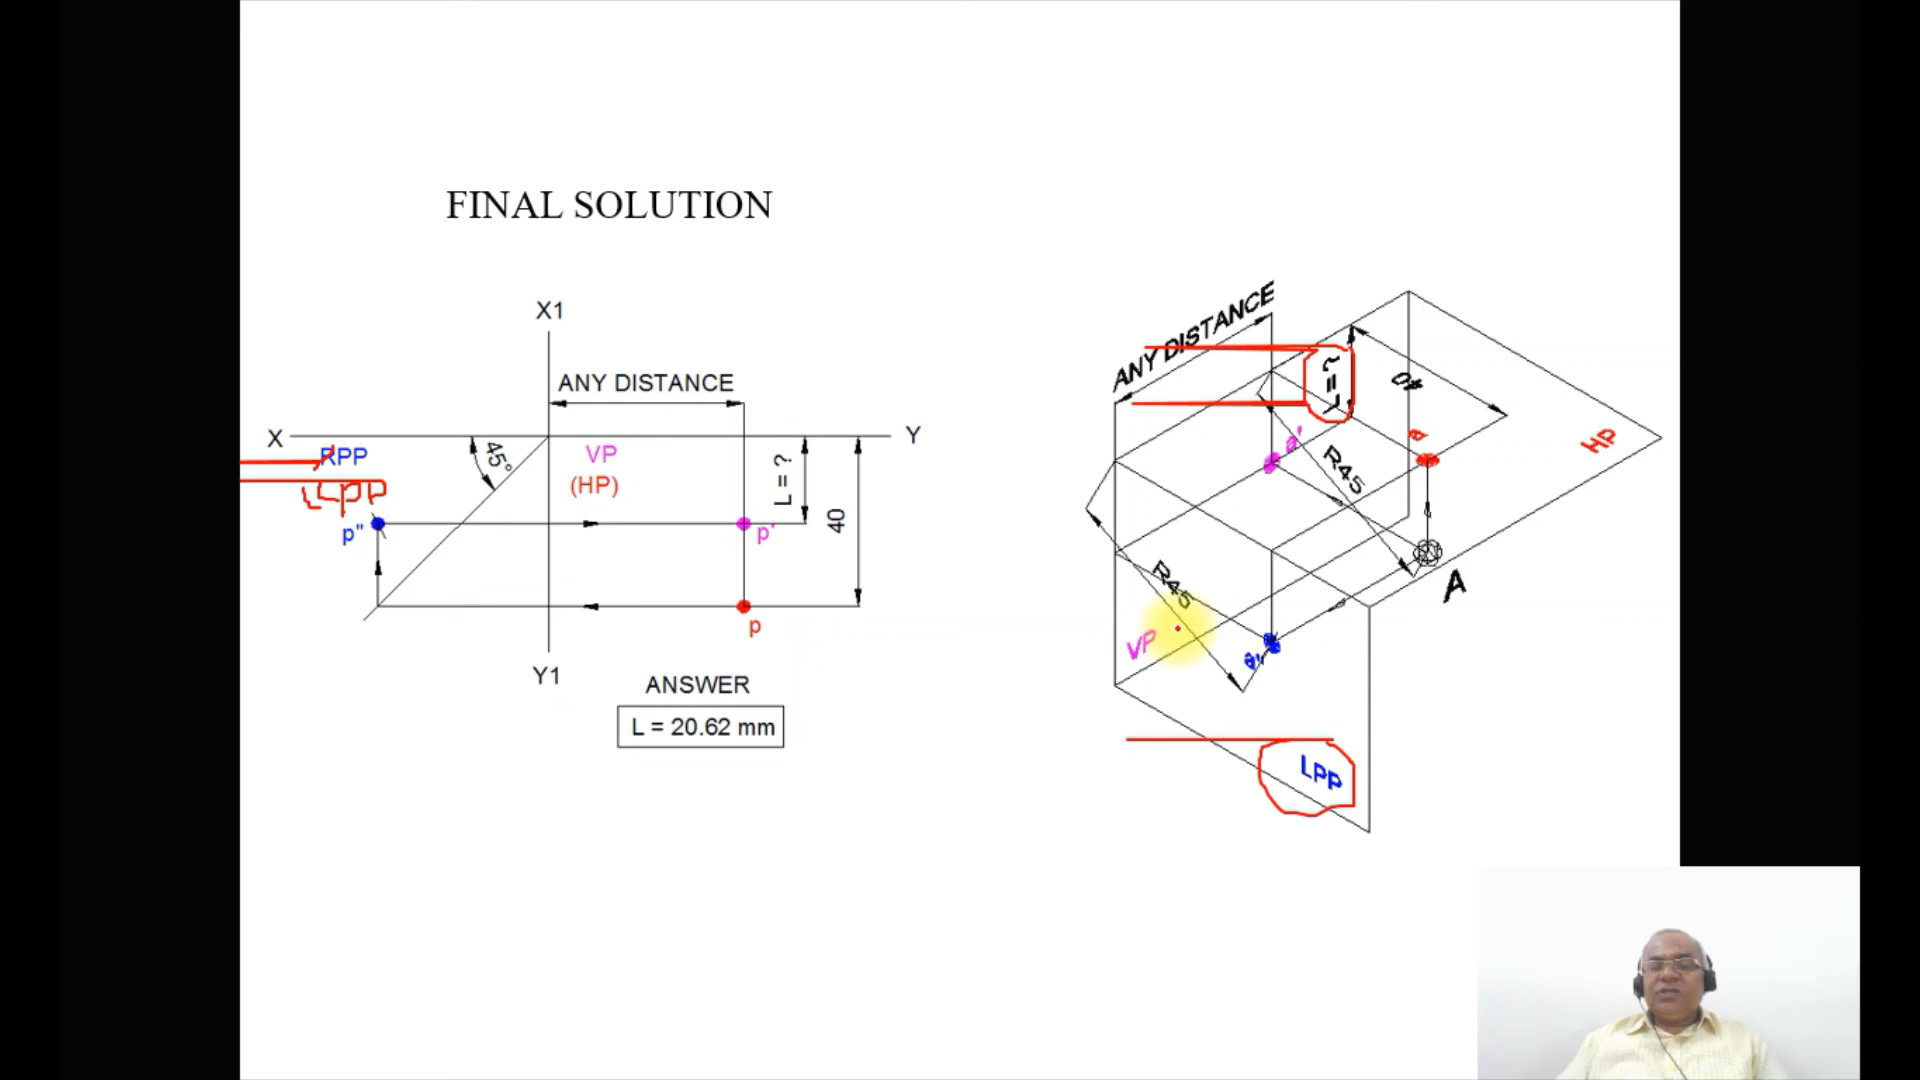 FINAL SOLUTION
X1
ANY DISTANCE
X
Y
RPP
LPP
45°
VP
(HP)
L = ?
40
p"
p'
p
Y1
ANSWER
L = 20.62 mm
ANY DISTANCE
L = ?
40
HP
a'
a
R45
A
R45
VP
a"
LPP